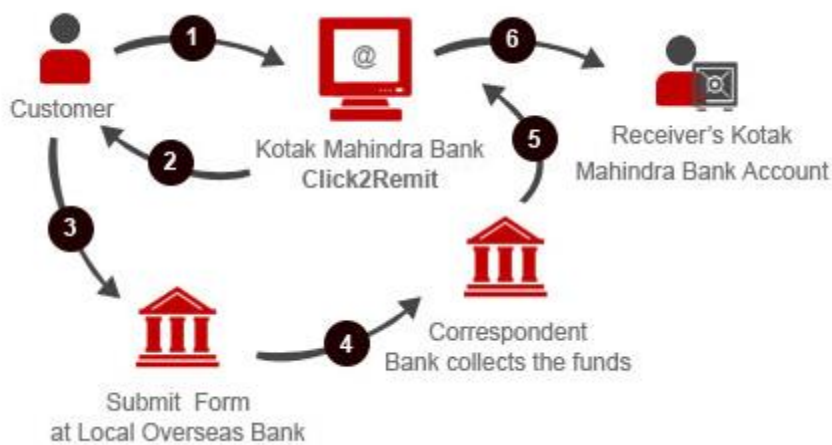 1
6
@
Customer
2
Kotak Mahindra Bank
Click2Remit
5
Receiver's Kotak
Mahindra Bank Account
3
4
Correspondent
Bank collects the funds
Submit Form
at Local Overseas Bank